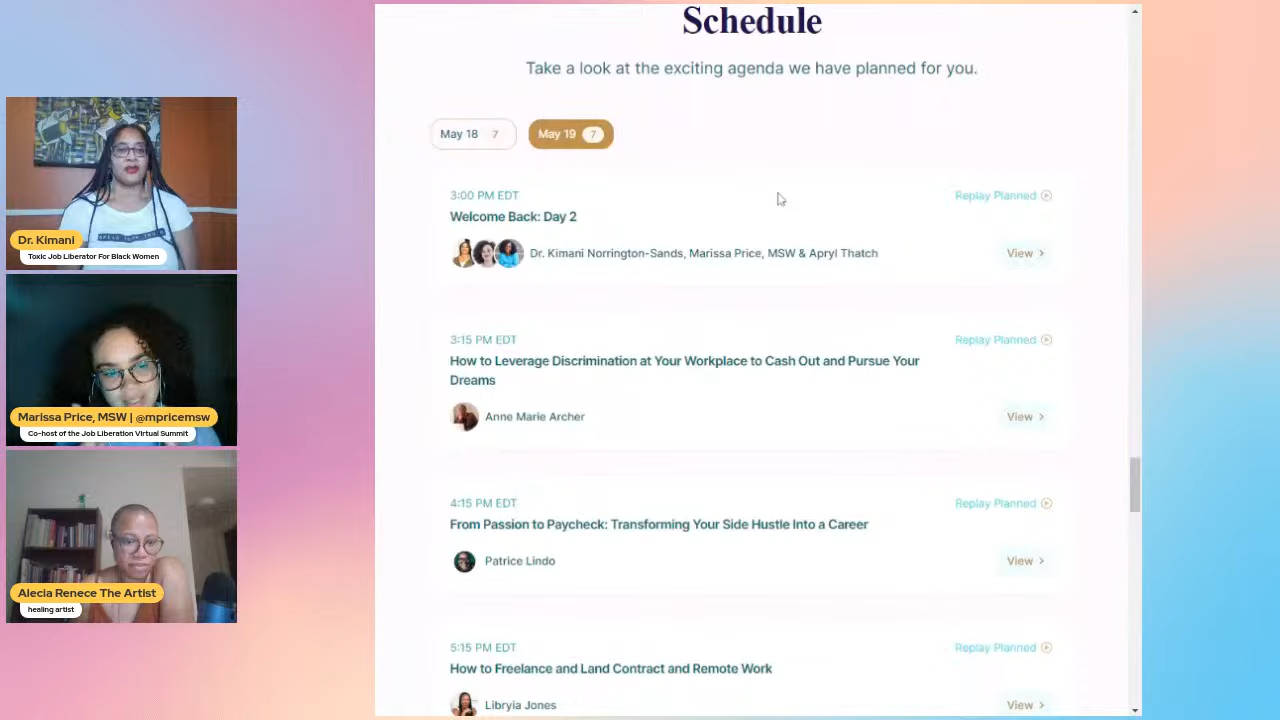 Dr. Kimani
Toxic Job Liberator For Black Women
Marissa Price, MSW | @mpricemsw
Co-host of the Job Liberation Virtual Summit
Alecia Renece The Artist
healing artist
Schedule
Take a look at the exciting agenda we have planned for you.
May 18 7
May 19 7
3:00 PM EDT
Replay Planned
Welcome Back: Day 2
Dr. Kimani Norrington-Sands, Marissa Price, MSW & Apryl Thatch
View >
3:15 PM EDT
Replay Planned
How to Leverage Discrimination at Your Workplace to Cash Out and Pursue Your
Dreams
Anne Marie Archer
View >
4:15 PM EDT
Replay Planned
From Passion to Paycheck: Transforming Your Side Hustle Into a Career
Patrice Lindo
View >
5:15 PM EDT
Replay Planned
How to Freelance and Land Contract and Remote Work
Libryia Jones
View >